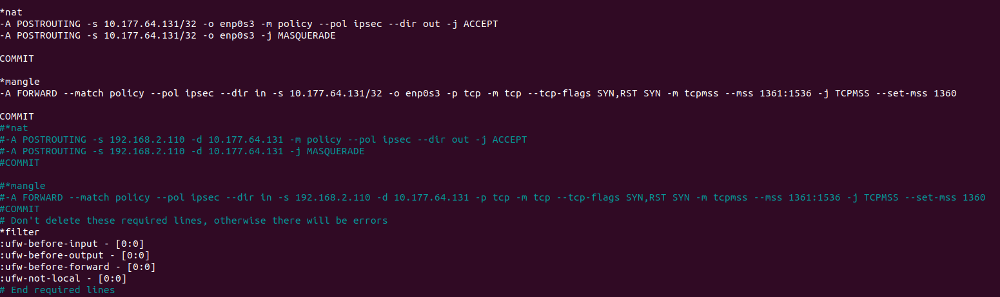 *nat
-A POSTROUTING -s 10.177.64.131/32 -o enp0s3 -m policy --pol ipsec --dir out -j ACCEPT
-A POSTROUTING -s 10.177.64.131/32 -o enp0s3 -j MASQUERADE
COMMIT
*mangle
-A FORWARD --match policy --pol ipsec --dir in -s 10.177.64.131/32 -o enp0s3 -p tcp -m tcp --tcp-flags SYN,RST SYN -m tcpmss --mss 1361:1536 -j TCPMSS --set-mss 1360
COMMIT
#*nat
#-A POSTROUTING -s 192.168.2.110 -d 10.177.64.131 -m policy --pol ipsec --dir out -j ACCEPT
#-A POSTROUTING -s 192.168.2.110 -d 10.177.64.131 -j MASQUERADE
#COMMIT
#*mangle
#-A FORWARD --match policy --pol ipsec --dir in -s 192.168.2.110 -d 10.177.64.131 -p tcp -m tcp --tcp-flags SYN,RST SYN -m tcpmss --mss 1361:1536 -j TCPMSS --set-mss 1360
#COMMIT
# Don't delete these required lines, otherwise there will be errors
*filter
:ufw-before-input - [0:0]
:ufw-before-output - [0:0]
:ufw-before-forward - [0:0]
:ufw-not-local - [0:0]
# End required lines